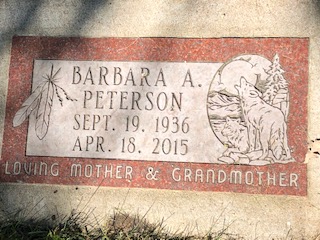 BARBARA A.
PETERSON
SEPT. 19, 1936
APR. 18, 2015
LOVING MOTHER & GRANDMOTHER